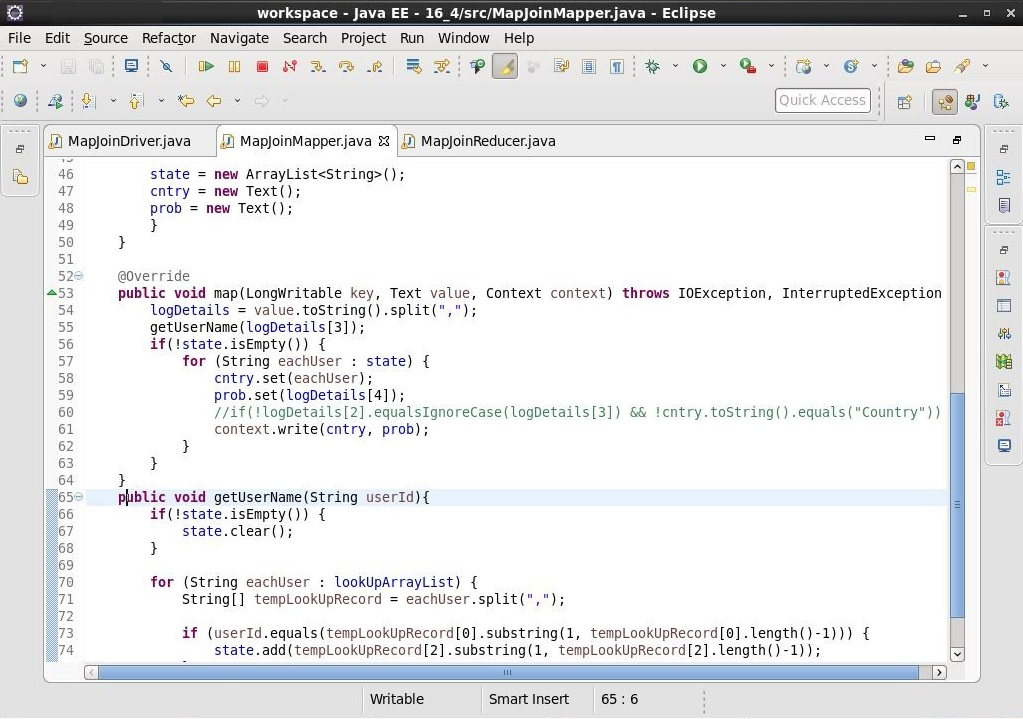 workspace - Java EE - 16_4/src/MapJoinMapper.java - Eclipse
File Edit Source Refactor Navigate Search Project Run Window Help
Quick Access
MapJoinDriver.java MapJoinMapper.java MapJoinReducer.java
46 state = new ArrayList<String>();
47 cntry = new Text();
48 prob = new Text();
49 }
50 }
51
52 @Override
53 public void map(LongWritable key, Text value, Context context) throws IOException, InterruptedException
54 logDetails = value.toString().split(",");
55 getUserName(logDetails[3]);
56 if(!state.isEmpty()) {
57 for (String eachUser : state) {
58 cntry.set(eachUser);
59 prob.set(logDetails[4]);
60 //if(!logDetails[2].equalsIgnoreCase(logDetails[3]) && !cntry.toString().equals("Country"))
61 context.write(cntry, prob);
62 }
63 }
64 }
65 public void getUserName(String userId){
66 if(!state.isEmpty()) {
67 state.clear();
68 }
69
70 for (String eachUser : lookUpArrayList) {
71 String[] tempLookUpRecord = eachUser.split(",");
72
73 if (userId.equals(tempLookUpRecord[0].substring(1, tempLookUpRecord[0].length()-1))) {
74 state.add(tempLookUpRecord[2].substring(1, tempLookUpRecord[2].length()-1));
Writable Smart Insert 65 : 6